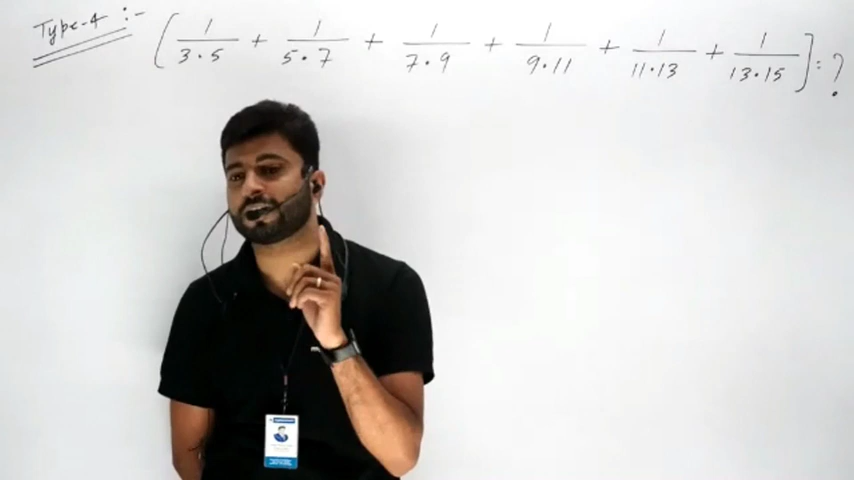 Type-4 :- [ 1/3·5 + 1/5·7 + 1/7·9 + 1/9·11 + 1/11·13 + 1/13·15 ] = ?